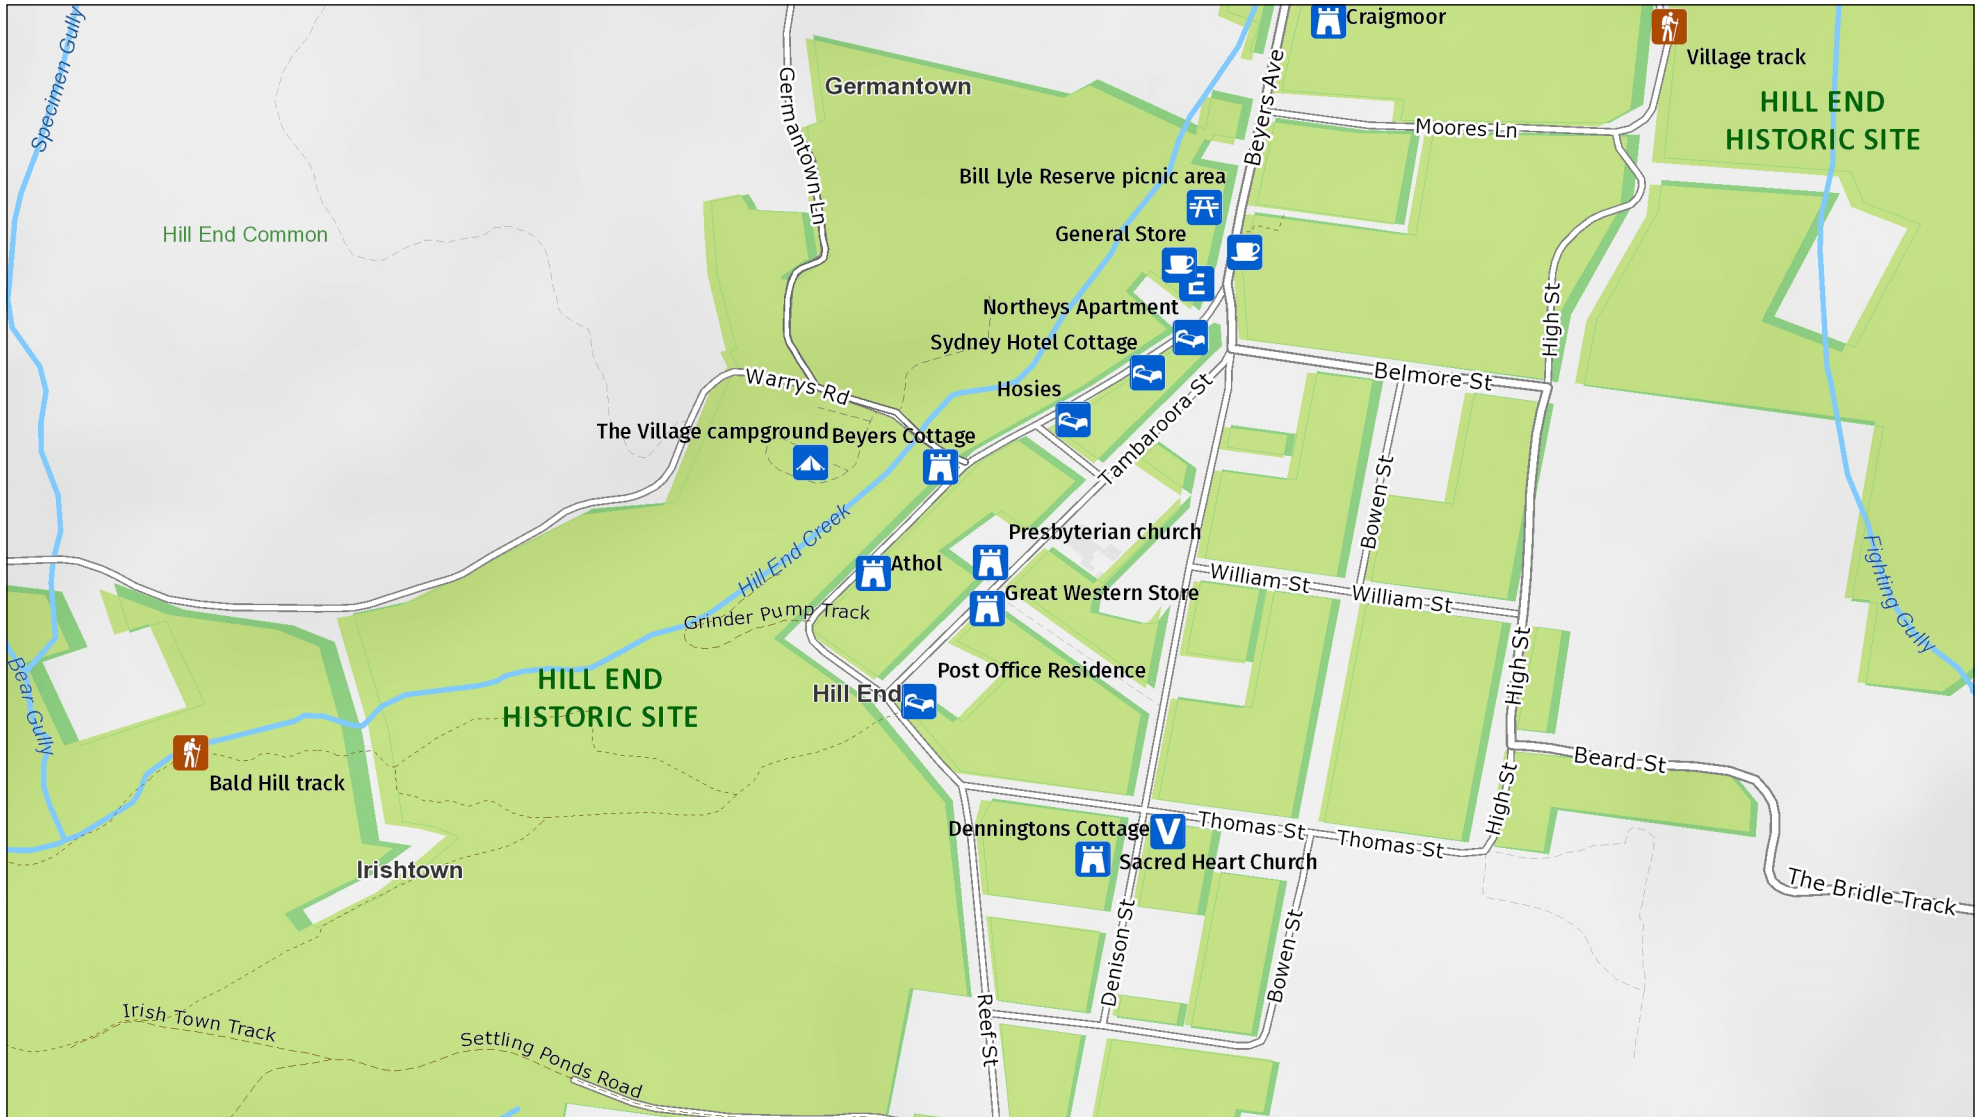 Craigmoor
Village track
Specimen Gully
Germantown Ln
Germantown
Beyers Ave
HILL END
HISTORIC SITE
Moores Ln
Bill Lyle Reserve picnic area
Hill End Common
General Store
E
Northeys Apartment
Sydney Hotel Cottage
High St
Belmore St
Warrys Rd
Hosies
Tambaroora St
The Village campground
Beyers Cottage
Bowen St
Hill End Creek
Presbyterian church
Athol
Fighting Gully
William St
William St
Great Western Store
Grinder Pump Track
Bear Gully
High St
Post Office Residence
HILL END
HISTORIC SITE
Hill End
Beard St
Bald Hill track
High St
Denningtons Cottage
V
Thomas St
Thomas St
Sacred Heart Church
Irishtown
The Bridle Track
Denison St
Bowen St
Irish Town Track
Reef St
Settling Ponds Road